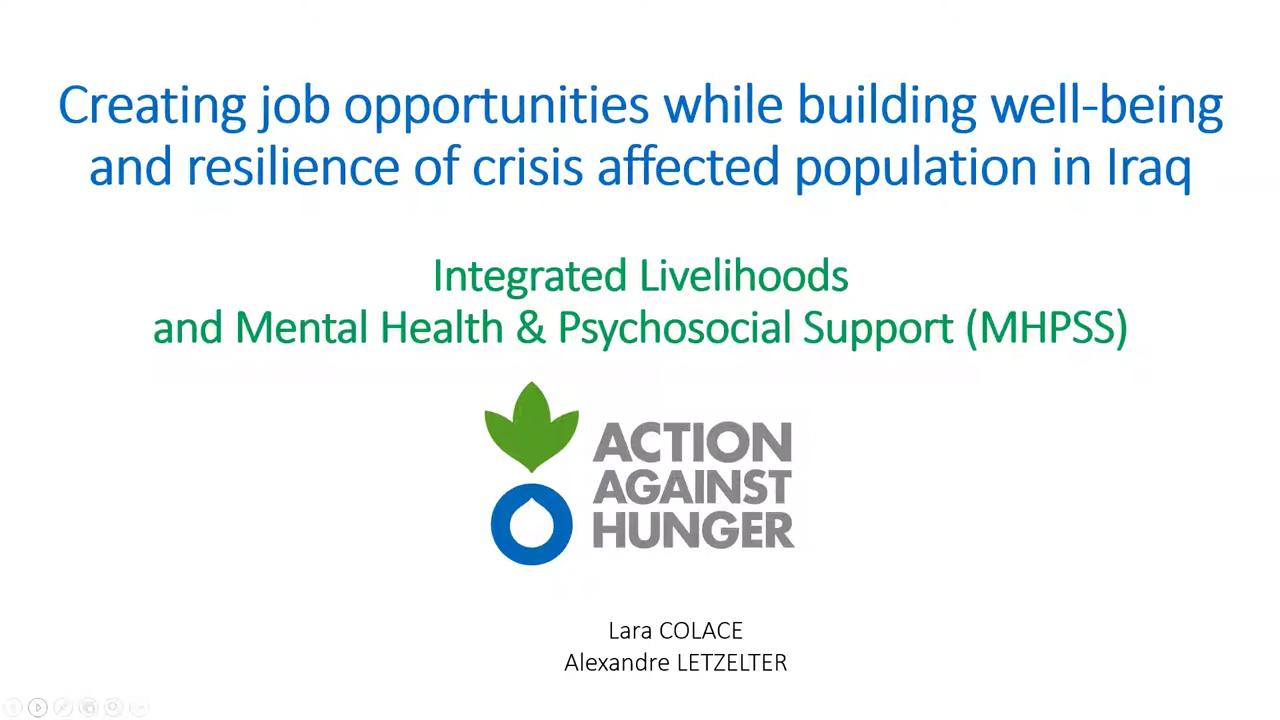 Creating job opportunities while building well-being
and resilience of crisis affected population in Iraq
Integrated Livelihoods
and Mental Health & Psychosocial Support (MHPSS)
ACTION
AGAINST
HUNGER
Lara COLACE
Alexandre LETZELTER